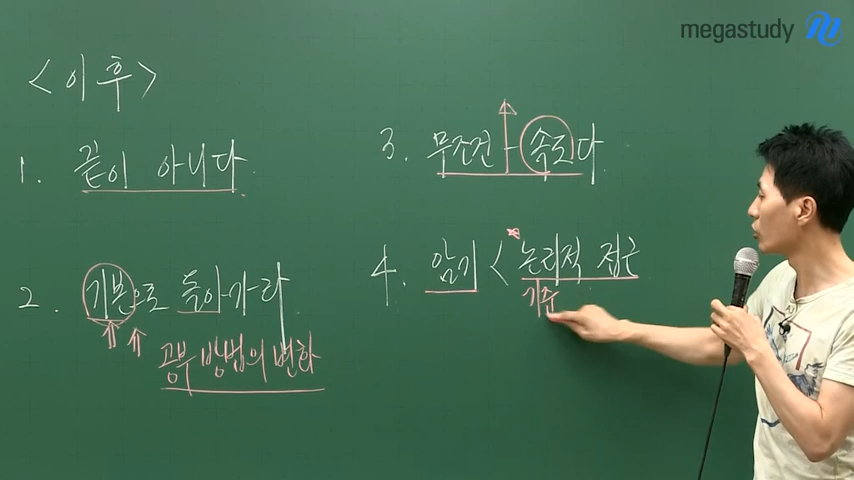 megastudy
<이후>
1. 끝이 아니다.
2. 기본으로 돌아가라
공부 방법의 변화
3. 무조건 속도다.
4. 암기 < 논리적 접근
기준